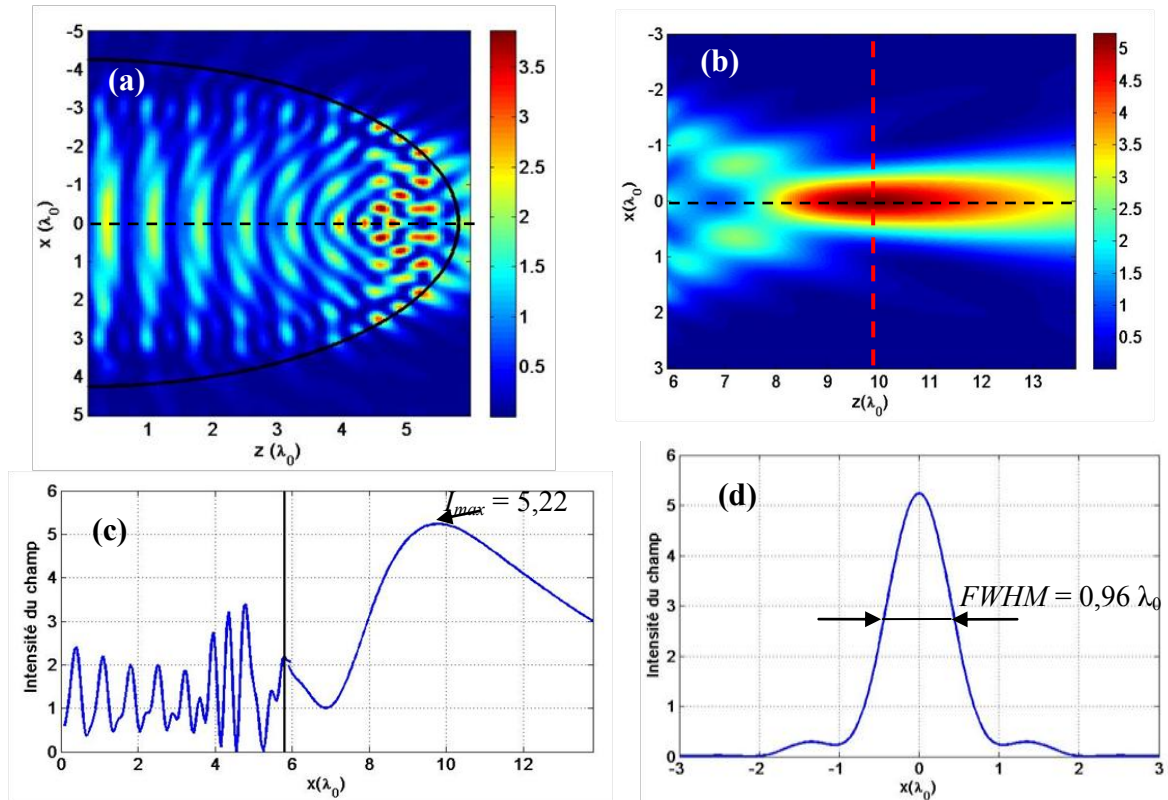 (a)
-5
-4
-3
-2
-1
0
1
2
3
4
5
x (λ0)
1 2 3 4 5
z (λ0)
3.5
3
2.5
2
1.5
1
0.5
(b)
-3
-2
-1
0
1
2
3
x(λ0)
6 7 8 9 10 11 12 13
z(λ0)
5
4.5
4
3.5
3
2.5
2
1.5
1
0.5
(c)
max = 5,22
6
5
4
3
2
1
0
Intensité du champ
0 2 4 6 8 10 12
x(λ0)
(d)
FWHM = 0,96 λ0
6
5
4
3
2
1
0
Intensité du champ
-3 -2 -1 0 1 2 3
x(λ0)